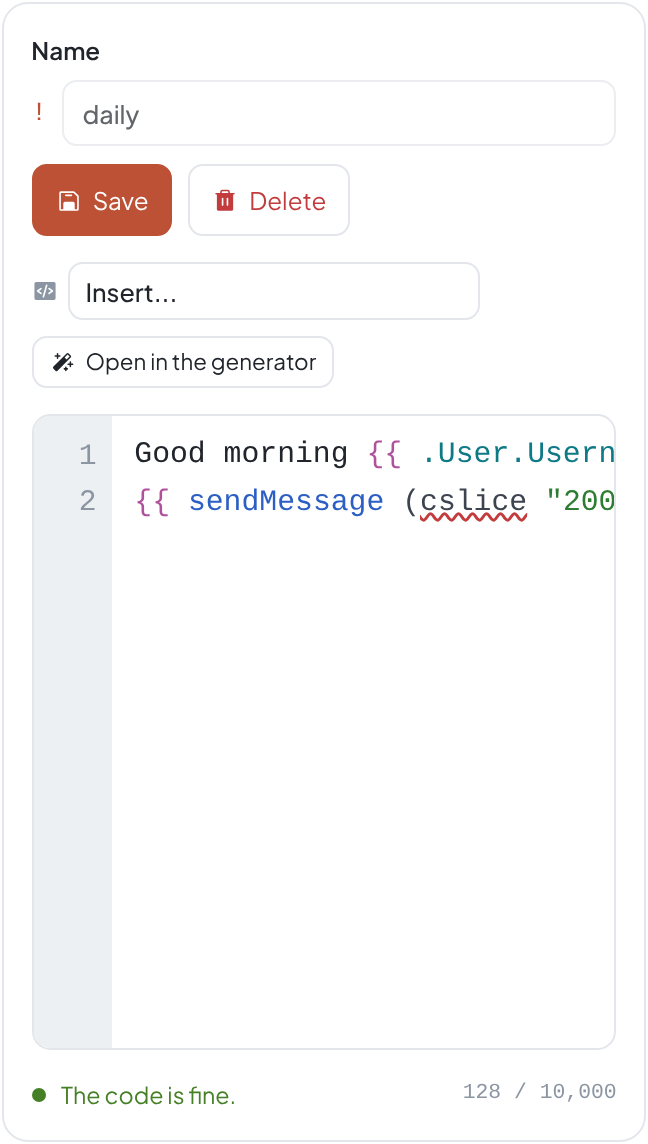 Name
! daily
Save Delete
</> Insert...
Open in the generator
1 Good morning {{ .User.Usern
2 {{ sendMessage (cslice "200
The code is fine. 128 / 10,000